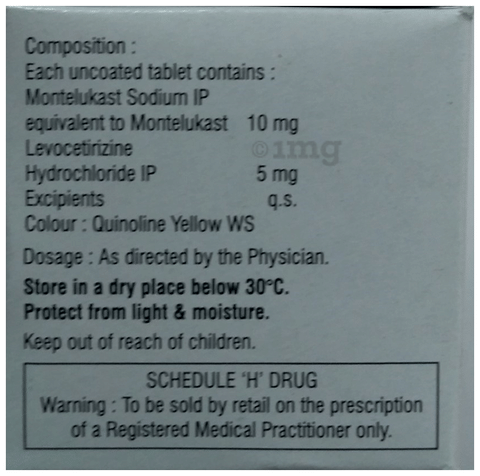 Composition :
Each uncoated tablet contains :
Montelukast Sodium IP
equivalent to Montelukast 10 mg
Levocetirizine
©1mg
Hydrochloride IP 5 mg
Excipients q.s.
Colour : Quinoline Yellow WS
Dosage : As directed by the Physician.
Store in a dry place below 30°C.
Protect from light & moisture.
Keep out of reach of children.
SCHEDULE 'H' DRUG
Warning : To be sold by retail on the prescription
of a Registered Medical Practitioner only.